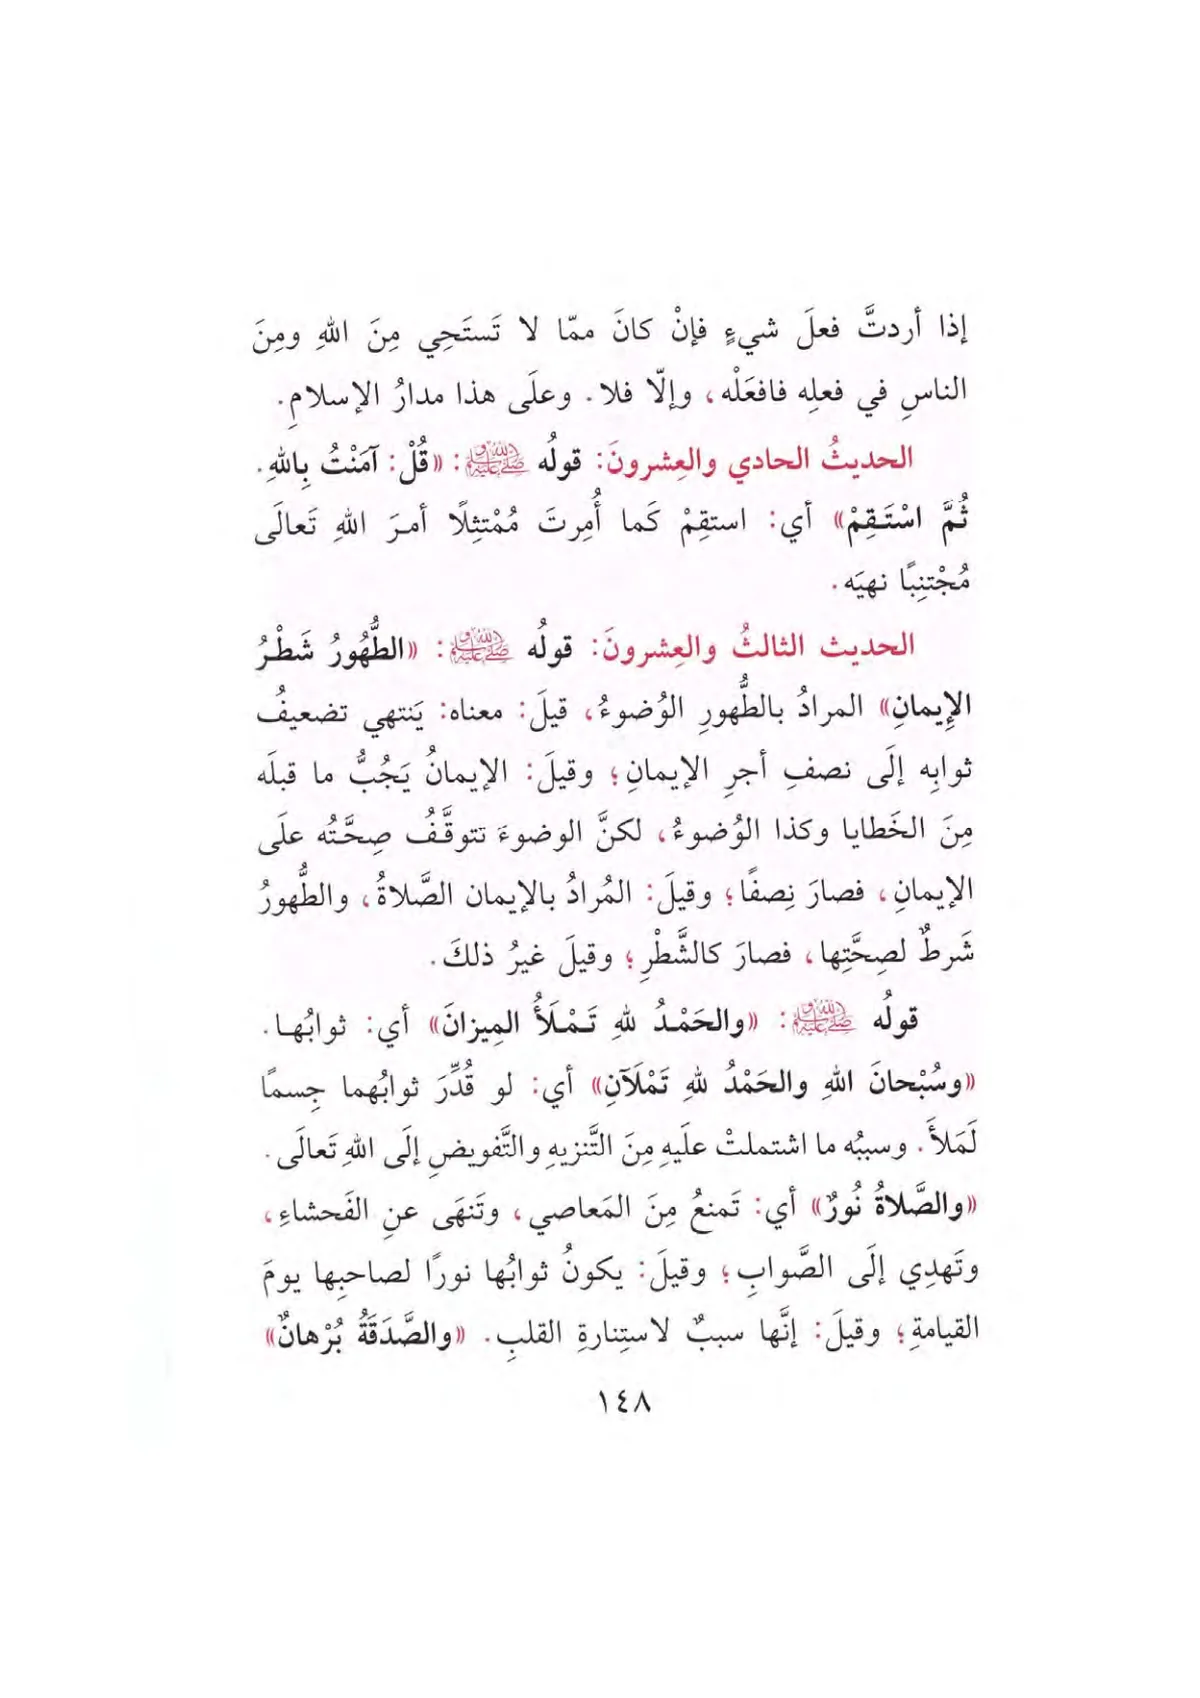 إذا أردتَّ فعلَ شيءٍ فإنْ كانَ ممّا لا تَستَحِي مِنَ اللهِ ومِنَ
الناسِ في فعلِه فافعَلْه، وإلّا فلا. وعلَى هذا مدارُ الإسلامِ.
الحديثُ الحادي والعِشرونَ: قولُه ﷺ: «قُلْ: آمَنْتُ بِاللهِ.
ثُمَّ اسْتَقِمْ» أي: استقِمْ كَما أُمِرتَ مُمْتثِلًا أمرَ اللهِ تَعالَى
مُجْتنِبًا نهيَه.
الحديث الثالثُ والعِشرونَ: قولُه ﷺ: «الطُّهُورُ شَطْرُ
الإِيمانِ» المرادُ بالطُّهورِ الوُضوءُ، قيلَ: معناه: يَنتهي تضعيفُ
ثوابِه إلَى نصفِ أجرِ الإيمانِ؛ وقيلَ: الإيمانُ يَجُبُّ ما قبلَه
مِنَ الخَطايا وكذا الوُضوءُ، لكنَّ الوضوءَ تتوقَّفُ صِحَّتُه علَى
الإيمانِ، فصارَ نِصفًا؛ وقيلَ: المُرادُ بالإيمان الصَّلاةُ، والطُّهورُ
شَرطٌ لصِحَّتِها، فصارَ كالشَّطْرِ؛ وقيلَ غيرُ ذلكَ.
قولُه ﷺ: «والحَمْدُ للهِ تَمْلَأُ المِيزانَ» أي: ثوابُها.
«وسُبْحانَ اللهِ والحَمْدُ للهِ تَمْلَآنِ» أي: لو قُدِّرَ ثوابُهما جِسمًا
لَمَلأَ. وسببُه ما اشتملتْ علَيهِ مِنَ التَّنزيهِ والتَّفويضِ إلَى اللهِ تَعالَى.
«والصَّلاةُ نُورٌ» أي: تَمنعُ مِنَ المَعاصي، وتَنهَى عنِ الفَحشاءِ،
وتَهدِي إلَى الصَّوابِ؛ وقيلَ: يكونُ ثوابُها نورًا لصاحبِها يومَ
القيامةِ؛ وقيلَ: إنَّها سببٌ لاستِنارةِ القلبِ. «والصَّدَقَةُ بُرْهانٌ»
١٤٨